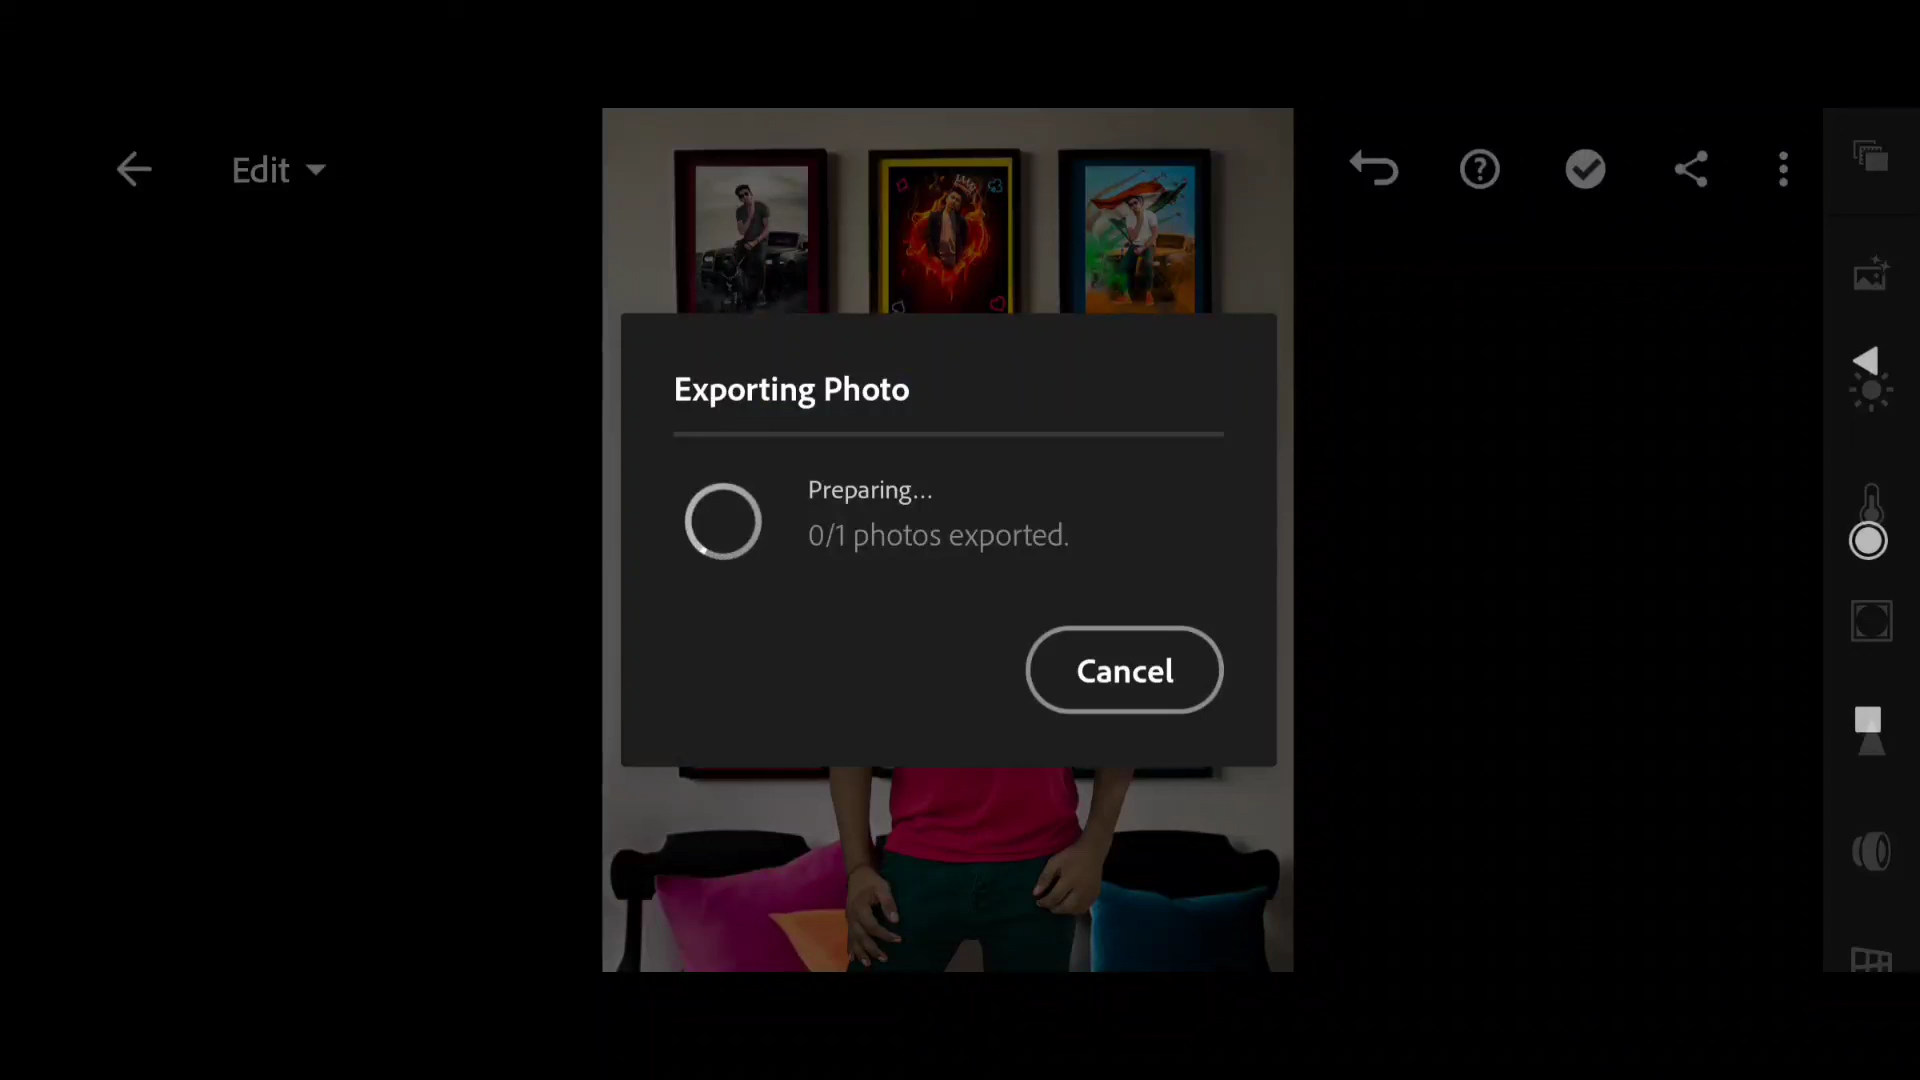 Edit
Exporting Photo
Preparing...
0/1 photos exported.
Cancel